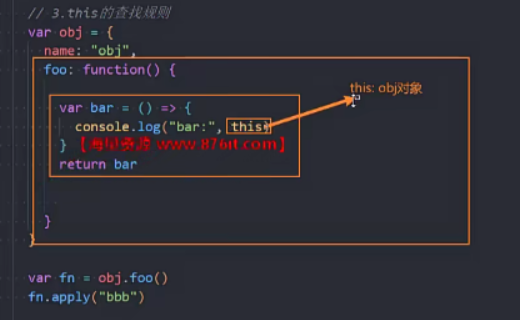 // 3.this的查找规则
var obj = {
name: "obj",
foo: function() {
this: obj对象
var bar = () => {
console.log("bar:", this)
} 【海星资源 www.876it.com】
return bar
}
}
var fn = obj.foo()
fn.apply("bbb")